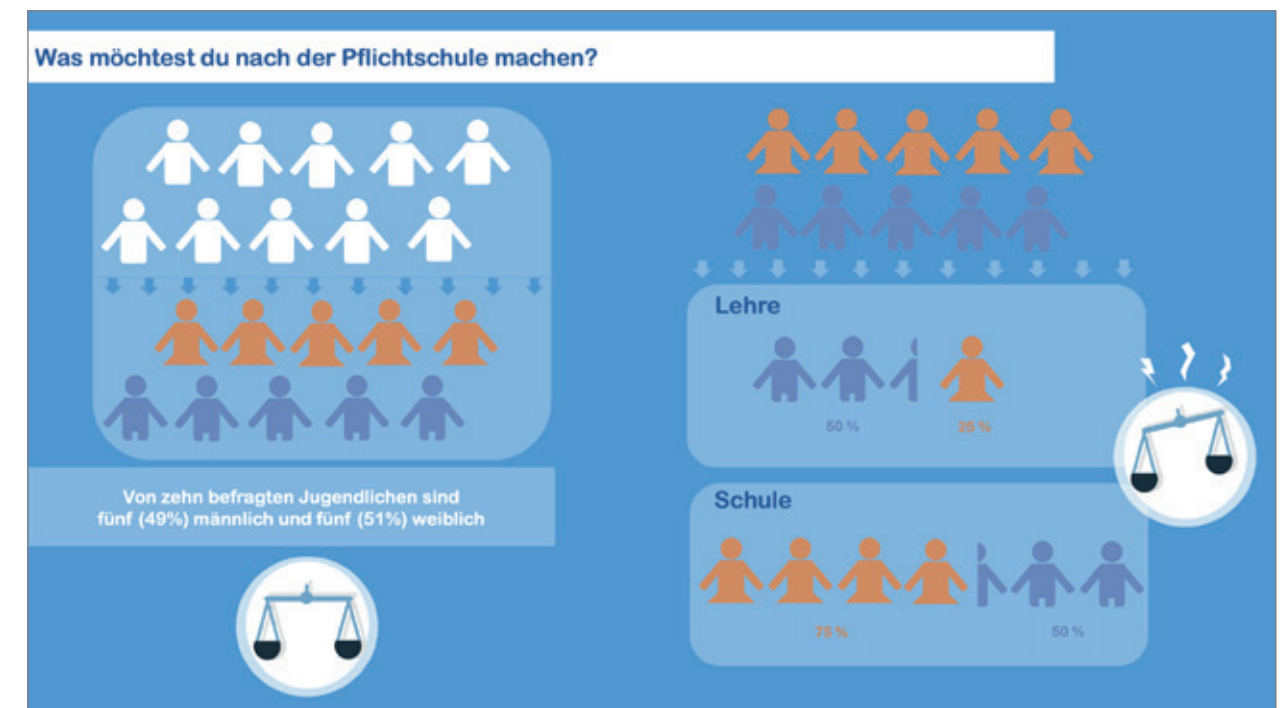 Was möchtest du nach der Pflichtschule machen?
Von zehn befragten Jugendlichen sind
fünf (49%) männlich und fünf (51%) weiblich
Lehre
50 %
25 %
Schule
75 %
50 %